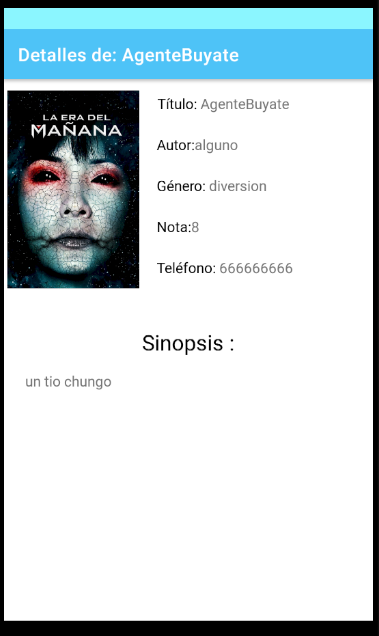 Detalles de: AgenteBuyate
LA ERA DEL
MAÑANA
Título: AgenteBuyate
Autor:alguno
Género: diversion
Nota:8
Teléfono: 666666666
Sinopsis :
un tio chungo